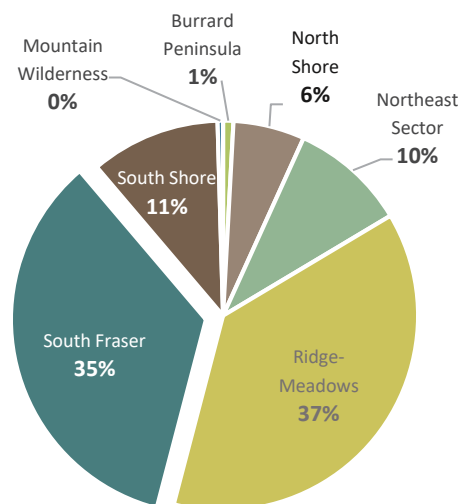 Mountain
Wilderness
0%
Burrard
Peninsula
1%
North
Shore
6%
Northeast
Sector
10%
South Shore
11%
South Fraser
35%
Ridge-
Meadows
37%